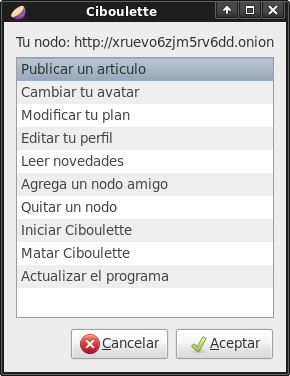 Ciboulette
Tu nodo: http://xruevo6zjm5rv6dd.onion
Publicar un articulo
Cambiar tu avatar
Modificar tu plan
Editar tu perfil
Leer novedades
Agrega un nodo amigo
Quitar un nodo
Iniciar Ciboulette
Matar Ciboulette
Actualizar el programa
Cancelar
Aceptar